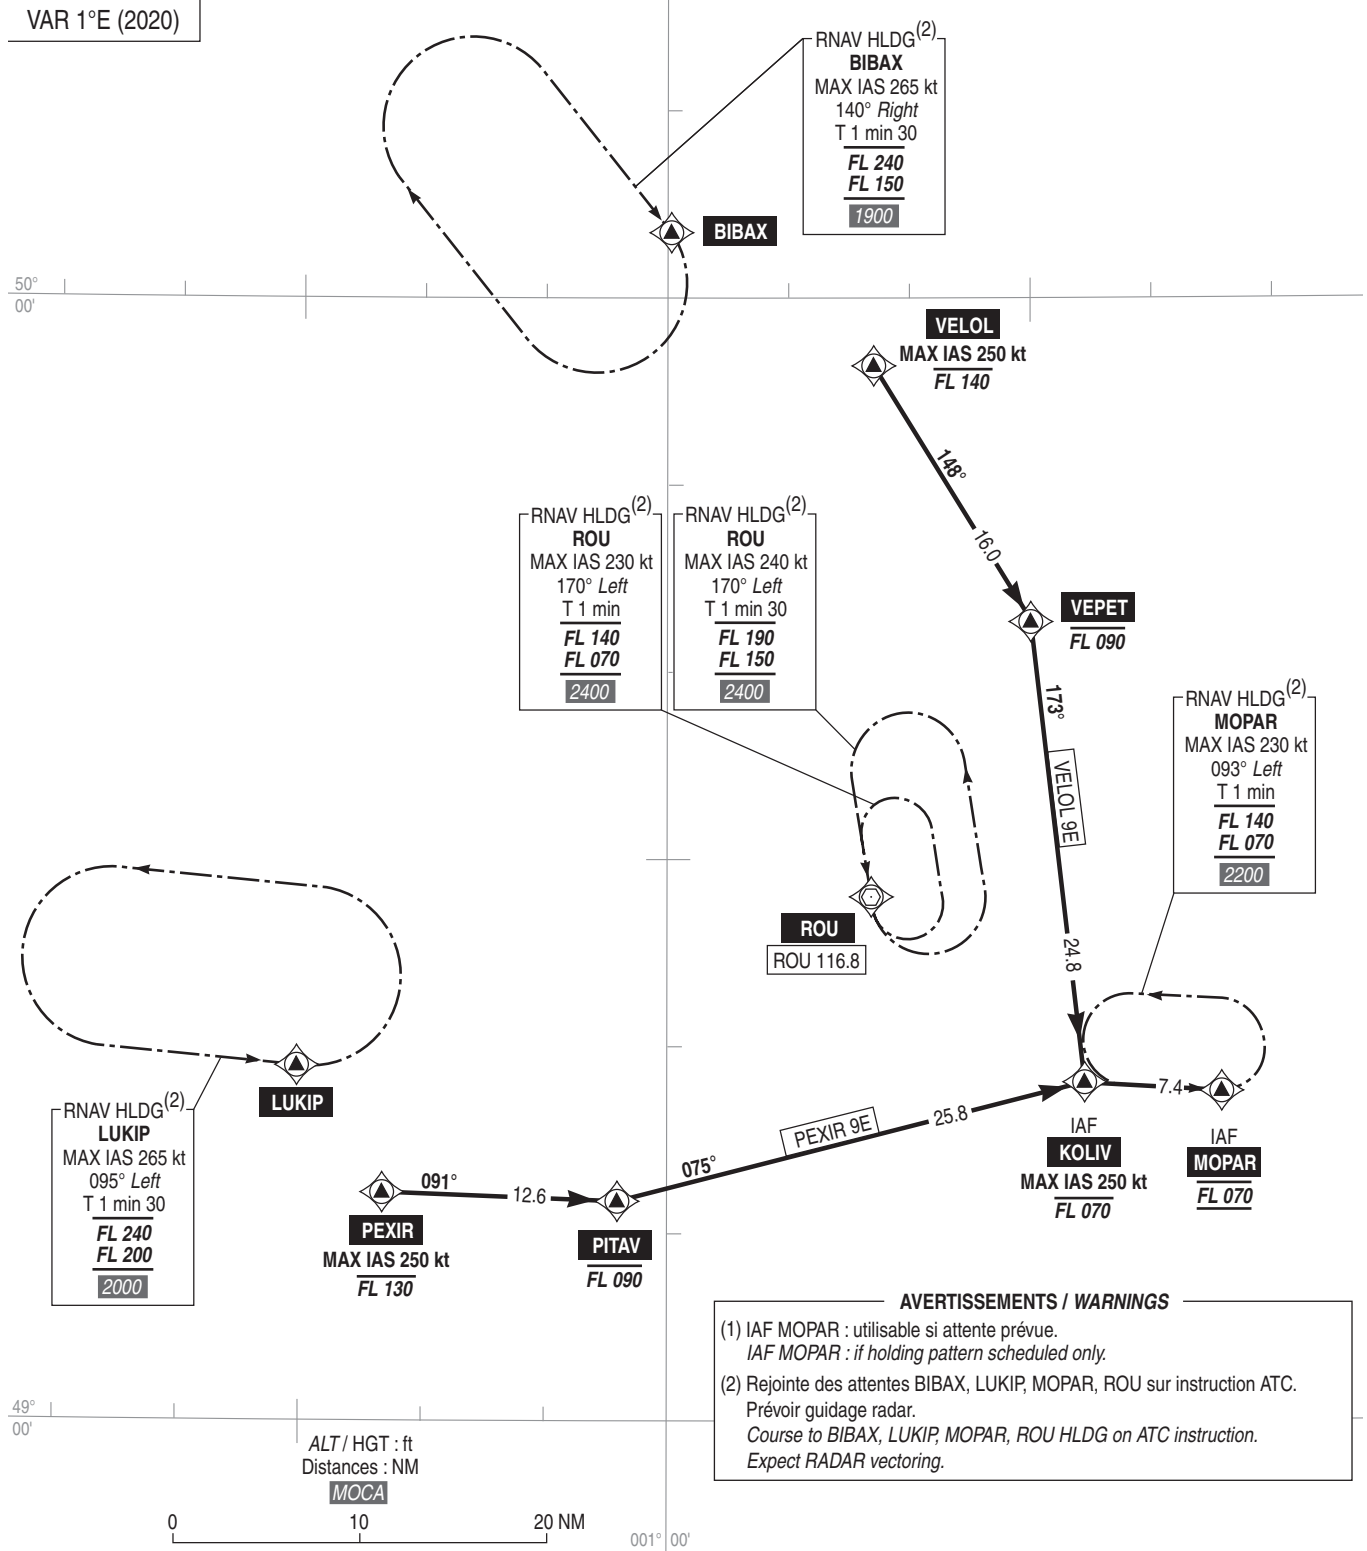 VAR 1°E (2020)
RNAV HLDG(2)
BIBAX
MAX IAS 265 kt
140° Right
T 1 min 30
FL 240
FL 150
1900
BIBAX
50°
00'
VELOL
MAX IAS 250 kt
FL 140
148°
16.0
RNAV HLDG(2)
ROU
MAX IAS 230 kt
170° Left
T 1 min
FL 140
FL 070
2400
RNAV HLDG(2)
ROU
MAX IAS 240 kt
170° Left
T 1 min 30
FL 190
FL 150
2400
VEPET
FL 090
173°
VELOL 9E
24.8
RNAV HLDG(2)
MOPAR
MAX IAS 230 kt
093° Left
T 1 min
FL 140
FL 070
2200
ROU
ROU 116.8
LUKIP
RNAV HLDG(2)
LUKIP
MAX IAS 265 kt
095° Left
T 1 min 30
FL 240
FL 200
2000
7.4
IAF
KOLIV
MAX IAS 250 kt
FL 070
IAF
MOPAR
FL 070
PEXIR 9E
25.8
075°
091°
12.6
PEXIR
MAX IAS 250 kt
FL 130
PITAV
FL 090
AVERTISSEMENTS / WARNINGS
(1) IAF MOPAR : utilisable si attente prévue.
IAF MOPAR : if holding pattern scheduled only.
(2) Rejointe des attentes BIBAX, LUKIP, MOPAR, ROU sur instruction ATC.
Prévoir guidage radar.
Course to BIBAX, LUKIP, MOPAR, ROU HLDG on ATC instruction.
Expect RADAR vectoring.
49°
00'
ALT / HGT : ft
Distances : NM
MOCA
0 10 20 NM
001° 00'